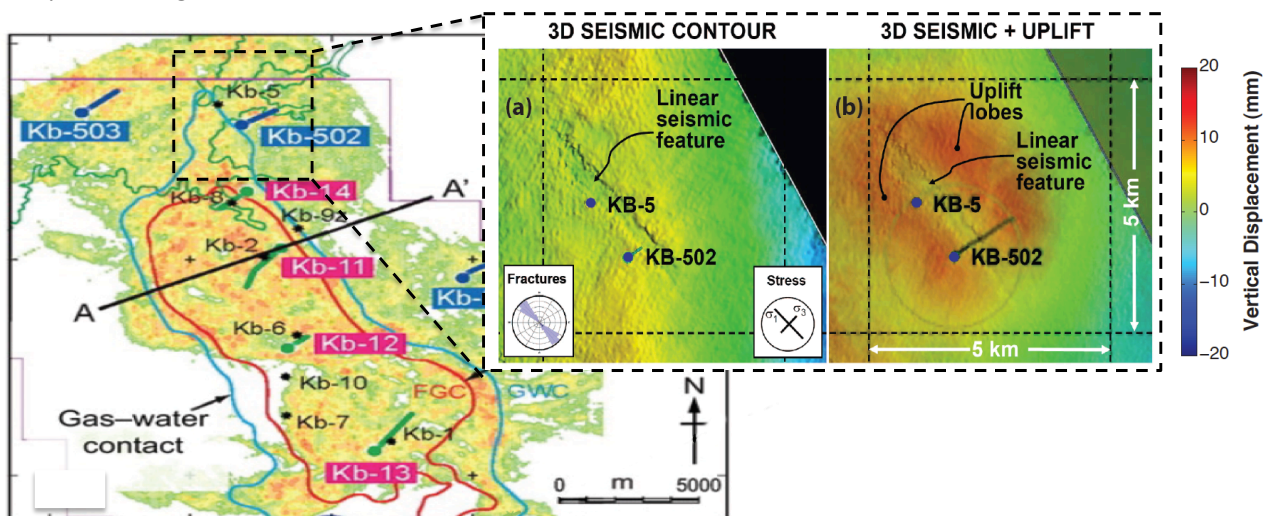 Kb-5
Kb-503
Kb-502
Kb-14
Kb-8
Kb-92
A'
Kb-2
Kb-11
Kb-
A
Kb-6
Kb-12
Kb-10
FGC
GWC
Gas–water
contact
Kb-7
Kb-1
Kb-13
N
0 m 5000
3D SEISMIC CONTOUR
(a)
Linear
seismic
feature
KB-5
KB-502
Fractures
Stress
σ1 σ3
3D SEISMIC + UPLIFT
(b)
Uplift
lobes
Linear
seismic
feature
KB-5
KB-502
5 km
5 km
20
10
0
−10
−20
Vertical Displacement (mm)